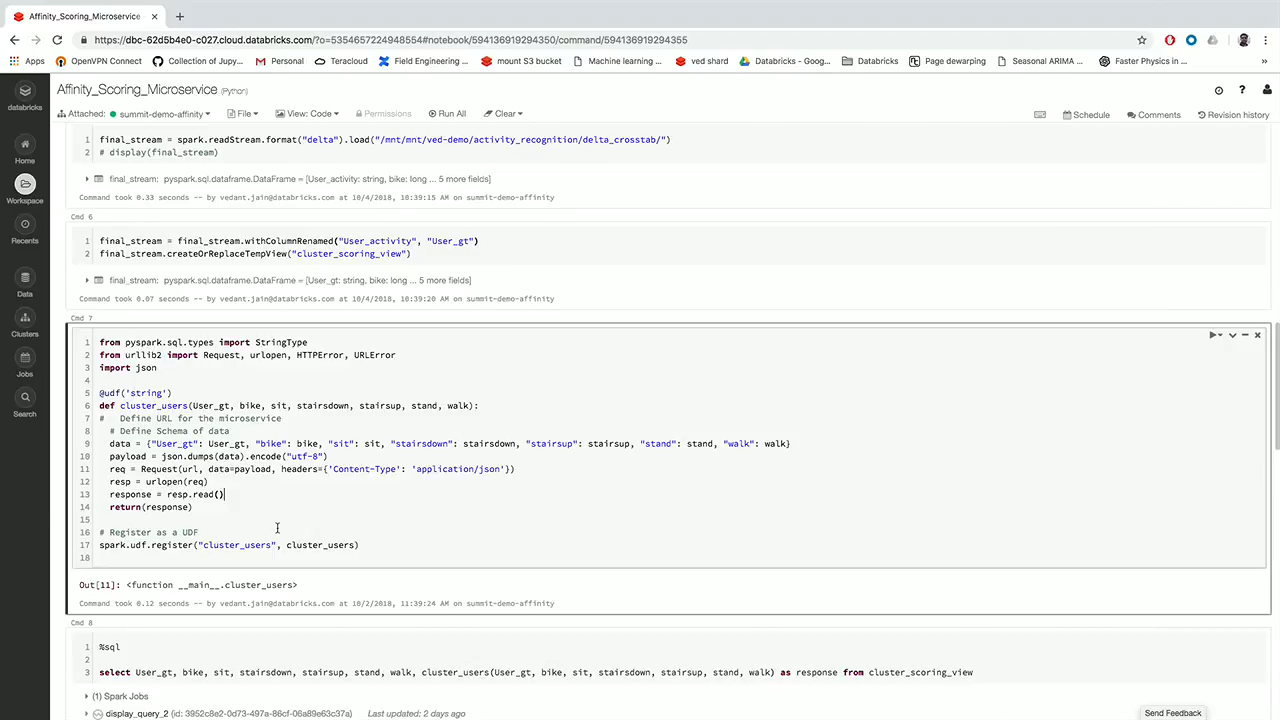 Affinity_Scoring_Microservice
https://dbc-62d5b4e0-c027.cloud.databricks.com/?o=5354657224948554#notebook/594136919294350/command/594136919294355
Apps OpenVPN Connect Collection of Jupy... Personal Teracloud Field Engineering ... mount S3 bucket Machine learning ... ved shard Databricks - Goog... Databricks Page dewarping Seasonal ARIMA ... Faster Physics in ... »
databricks
Home
Workspace
Recents
Data
Clusters
Jobs
Search
Affinity_Scoring_Microservice (Python)
Attached: summit-demo-affinity File View: Code Permissions Run All Clear Schedule Comments Revision history
1 final_stream = spark.readStream.format("delta").load("/mnt/mnt/ved-demo/activity_recognition/delta_crosstab/")
2 # display(final_stream)
final_stream: pyspark.sql.dataframe.DataFrame = [User_activity: string, bike: long ... 5 more fields]
Command took 0.33 seconds -- by vedant.jain@databricks.com at 10/4/2018, 10:39:15 AM on summit-demo-affinity
Cmd 6
1 final_stream = final_stream.withColumnRenamed("User_activity", "User_gt")
2 final_stream.createOrReplaceTempView("cluster_scoring_view")
final_stream: pyspark.sql.dataframe.DataFrame = [User_gt: string, bike: long ... 5 more fields]
Command took 0.07 seconds -- by vedant.jain@databricks.com at 10/4/2018, 10:39:20 AM on summit-demo-affinity
Cmd 7
1 from pyspark.sql.types import StringType
2 from urllib2 import Request, urlopen, HTTPError, URLError
3 import json
4
5 @udf('string')
6 def cluster_users(User_gt, bike, sit, stairsdown, stairsup, stand, walk):
7 # Define URL for the microservice
8 # Define Schema of data
9 data = {"User_gt": User_gt, "bike": bike, "sit": sit, "stairsdown": stairsdown, "stairsup": stairsup, "stand": stand, "walk": walk}
10 payload = json.dumps(data).encode("utf-8")
11 req = Request(url, data=payload, headers={'Content-Type': 'application/json'})
12 resp = urlopen(req)
13 response = resp.read()
14 return(response)
15
16 # Register as a UDF
17 spark.udf.register("cluster_users", cluster_users)
18
Out[11]: <function __main__.cluster_users>
Command took 0.12 seconds -- by vedant.jain@databricks.com at 10/2/2018, 11:39:24 AM on summit-demo-affinity
Cmd 8
1 %sql
2
3 select User_gt, bike, sit, stairsdown, stairsup, stand, walk, cluster_users(User_gt, bike, sit, stairsdown, stairsup, stand, walk) as response from cluster_scoring_view
(1) Spark Jobs
display_query_2 (id: 3952c8e2-0d73-497a-86cf-06a89e63c37a) Last updated: 2 days ago
Send Feedback